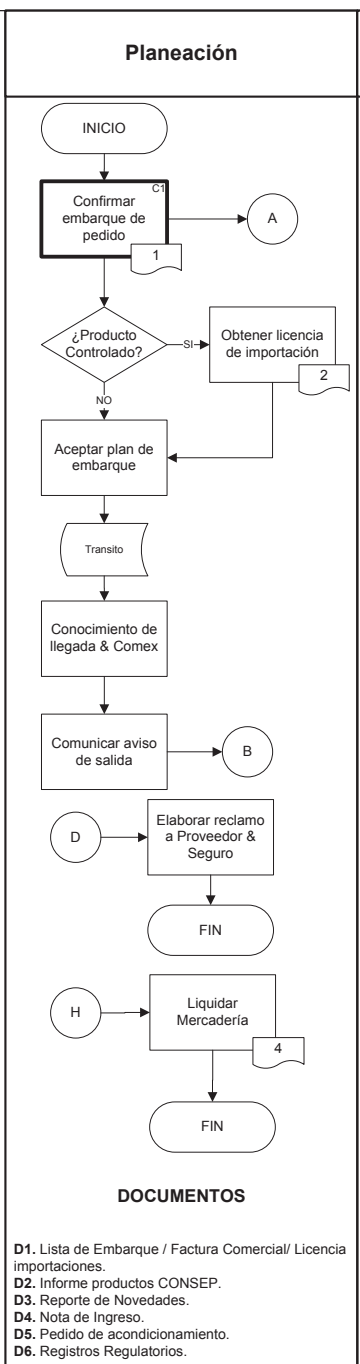 Planeación
INICIO
C1
Confirmar
embarque de
pedido
1
A
¿Producto
Controlado?
SI
Obtener licencia
de importación
2
NO
Aceptar plan de
embarque
Transito
Conocimiento de
llegada & Comex
Comunicar aviso
de salida
B
D
Elaborar reclamo
a Proveedor &
Seguro
FIN
H
Liquidar
Mercadería
4
FIN
DOCUMENTOS
D1. Lista de Embarque / Factura Comercial/ Licencia
importaciones.
D2. Informe productos CONSEP.
D3. Reporte de Novedades.
D4. Nota de Ingreso.
D5. Pedido de acondicionamiento.
D6. Registros Regulatorios.